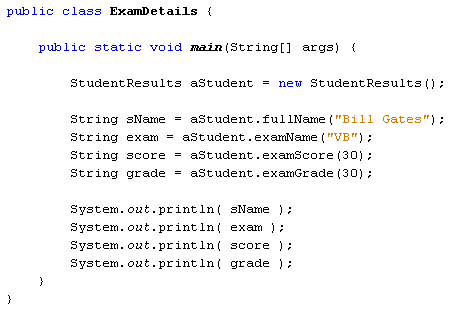 public class ExamDetails {
public static void main(String[] args) {
StudentResults aStudent = new StudentResults();
String sName = aStudent.fullName("Bill Gates");
String exam = aStudent.examName("VB");
String score = aStudent.examScore(30);
String grade = aStudent.examGrade(30);
System.out.println( sName );
System.out.println( exam );
System.out.println( score );
System.out.println( grade );
}
}